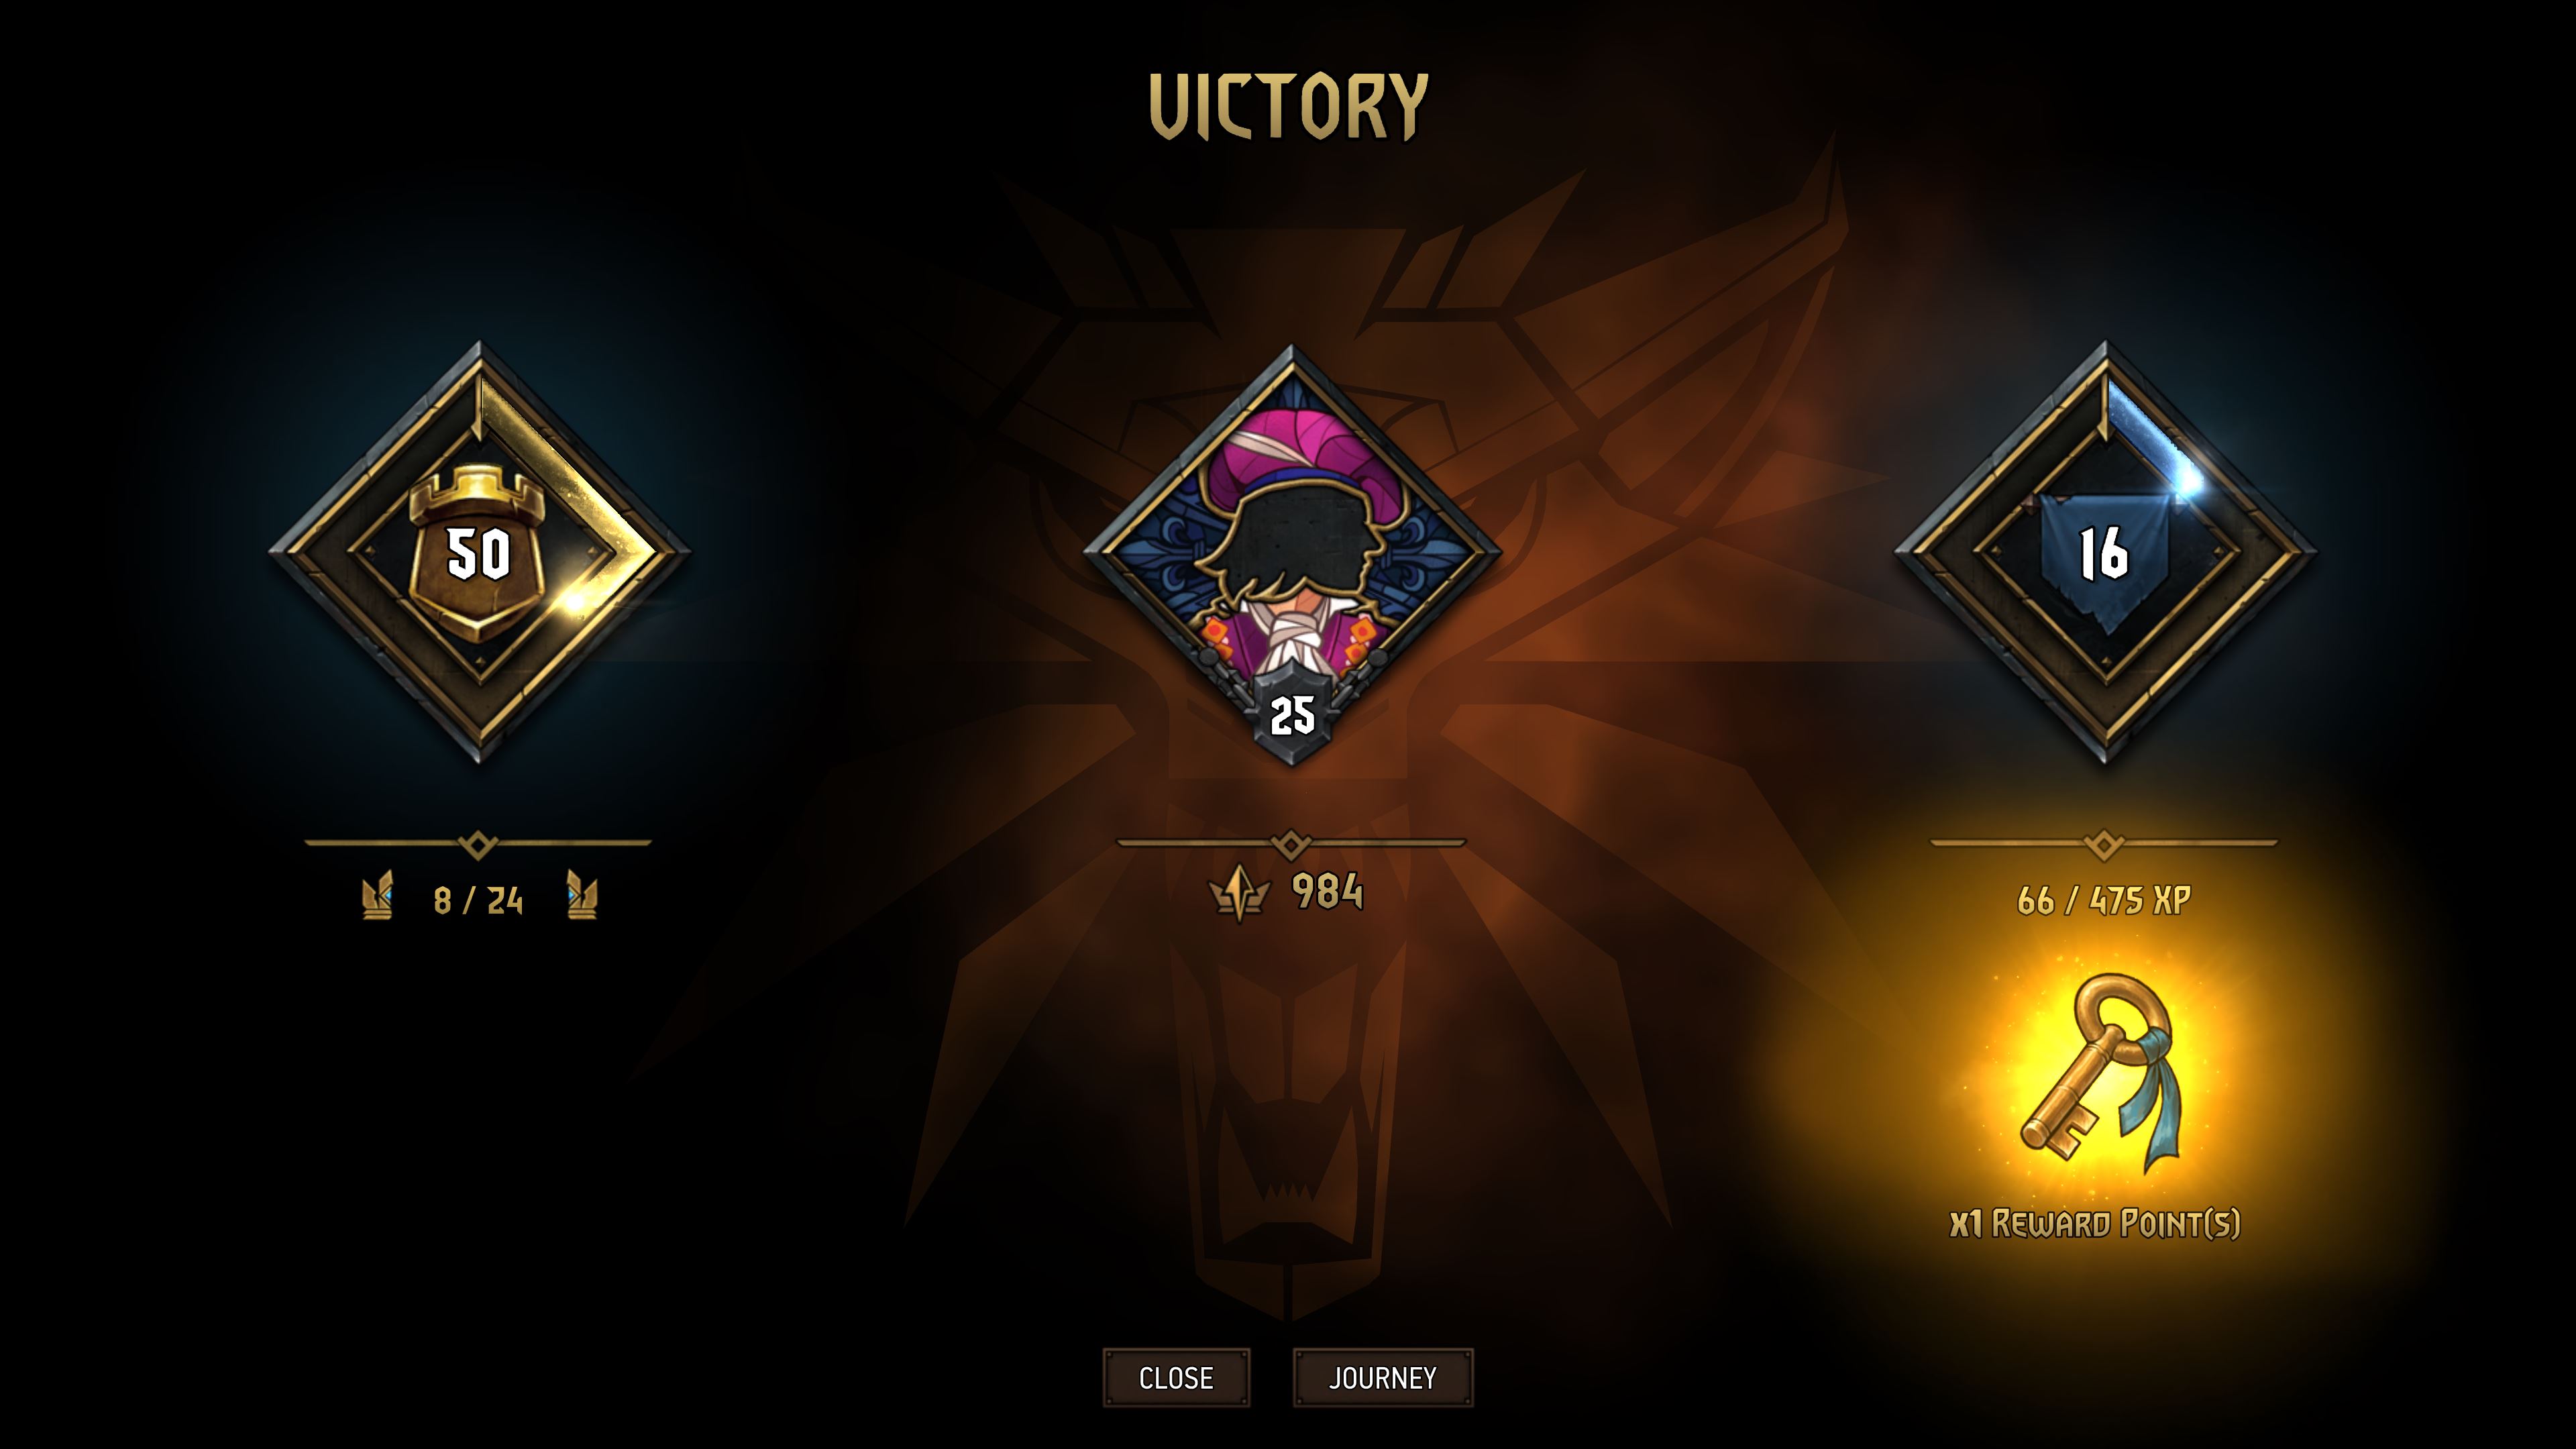 VICTORY
50
25
16
8 / 24
984
66 / 475 XP
X1 REWARD POINT(S)
CLOSE
JOURNEY